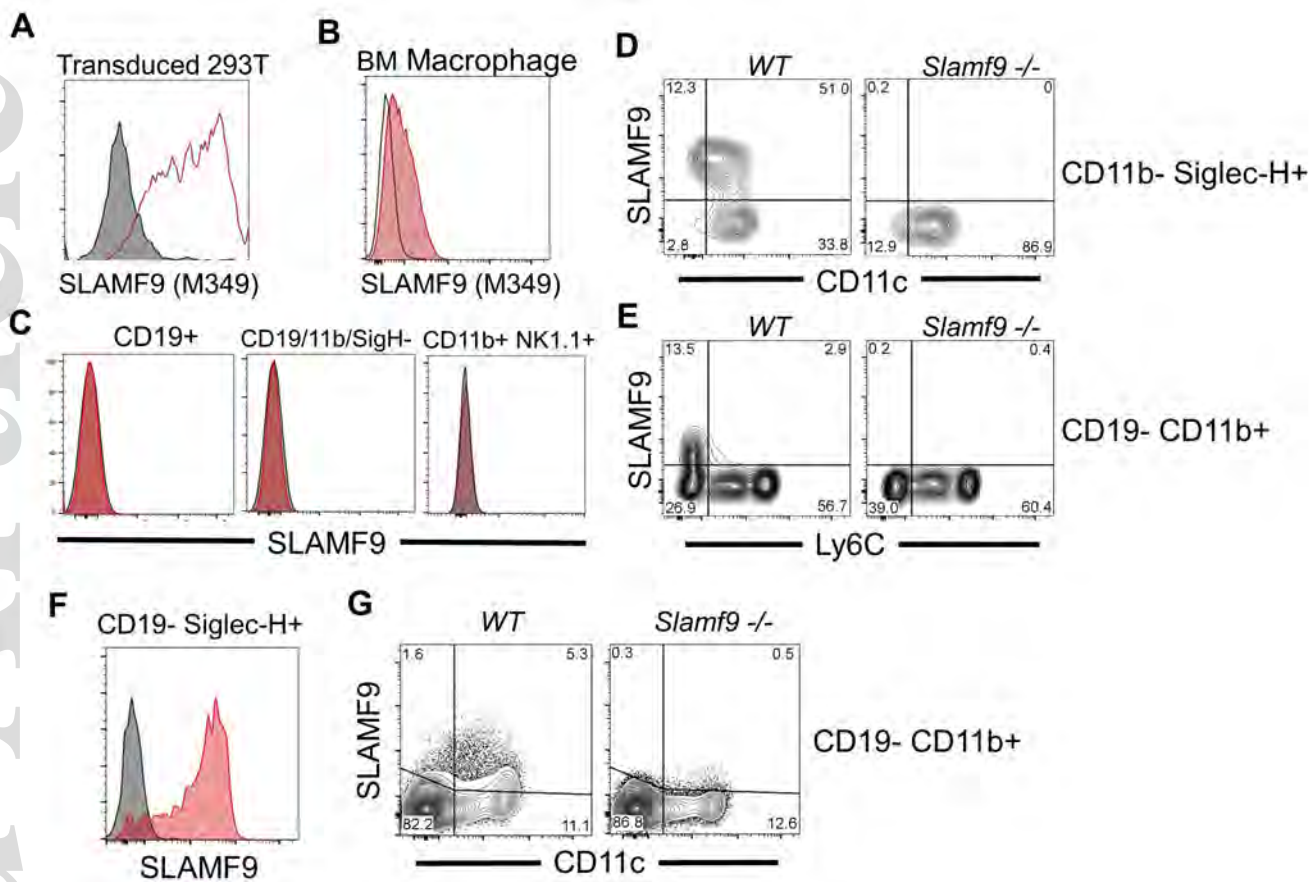 A
Transduced 293T
SLAMF9 (M349)
B
BM Macrophage
SLAMF9 (M349)
C
CD19+
CD19/11b/SigH-
CD11b+ NK1.1+
SLAMF9
D
WT
Slamf9 -/-
SLAMF9
12.3
51 0
2.8
33.8
0.2
0
12.9
86.9
CD11c
CD11b- Siglec-H+
E
WT
Slamf9 -/-
SLAMF9
13.5
2.9
26.9
56.7
0.2
0.4
39.0
60.4
Ly6C
CD19- CD11b+
F
CD19- Siglec-H+
SLAMF9
G
WT
Slamf9 -/-
SLAMF9
1.6
5.3
82.2
11.1
0.3
0.5
86 8
12.6
CD11c
CD19- CD11b+